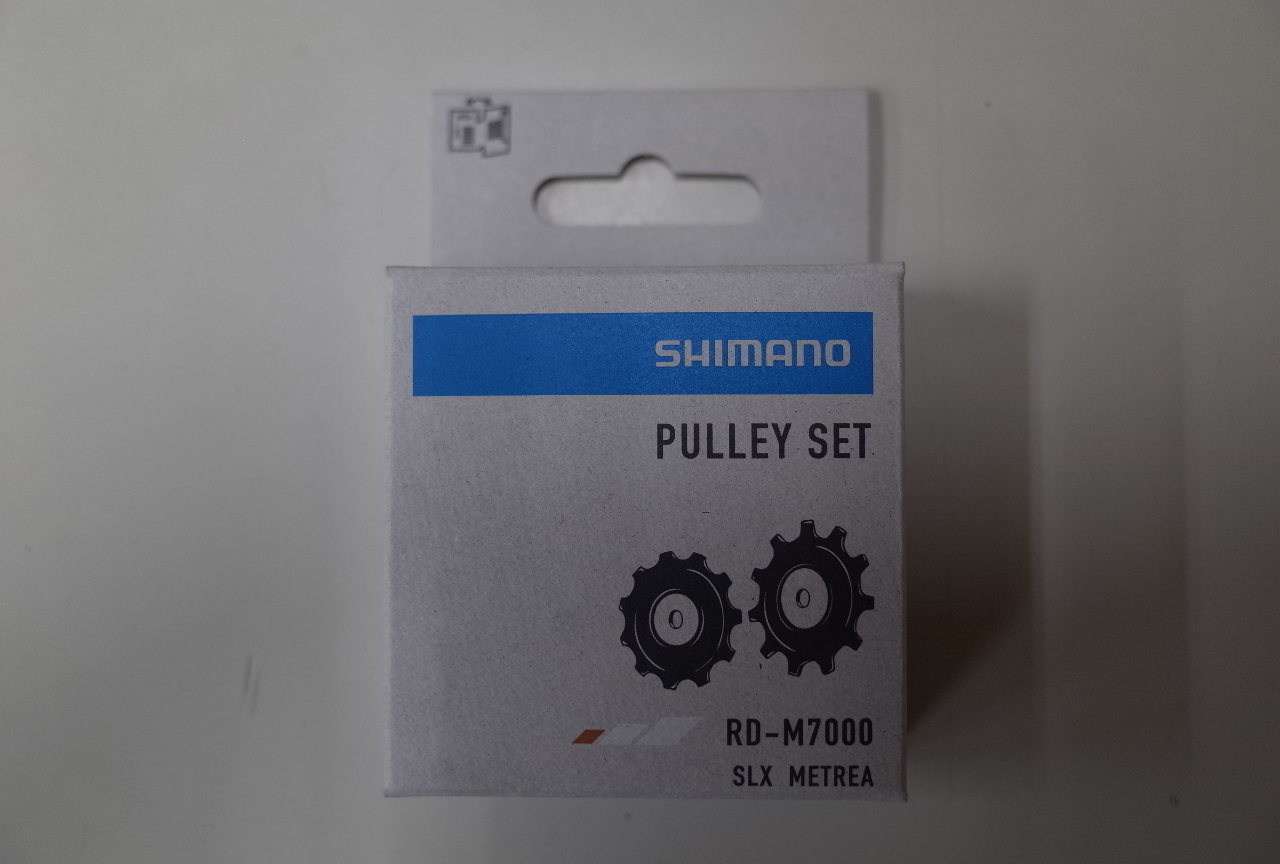 SHIMANO
PULLEY SET
RD-M7000
SLX METREA